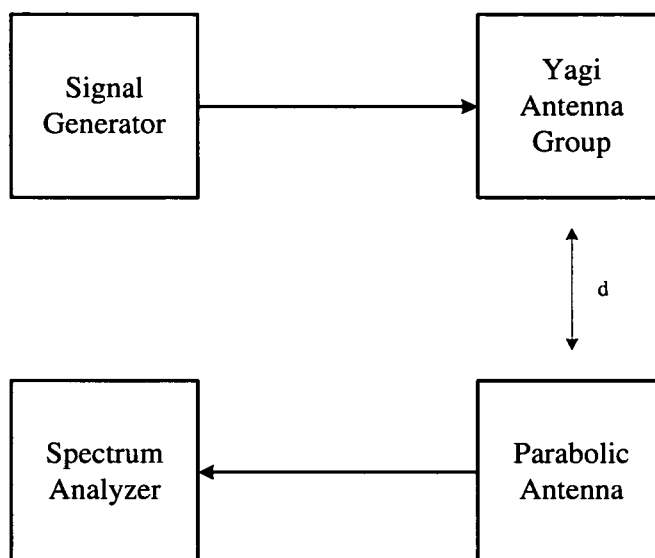 Signal
Generator
Yagi
Antenna
Group
d
Spectrum
Analyzer
Parabolic
Antenna